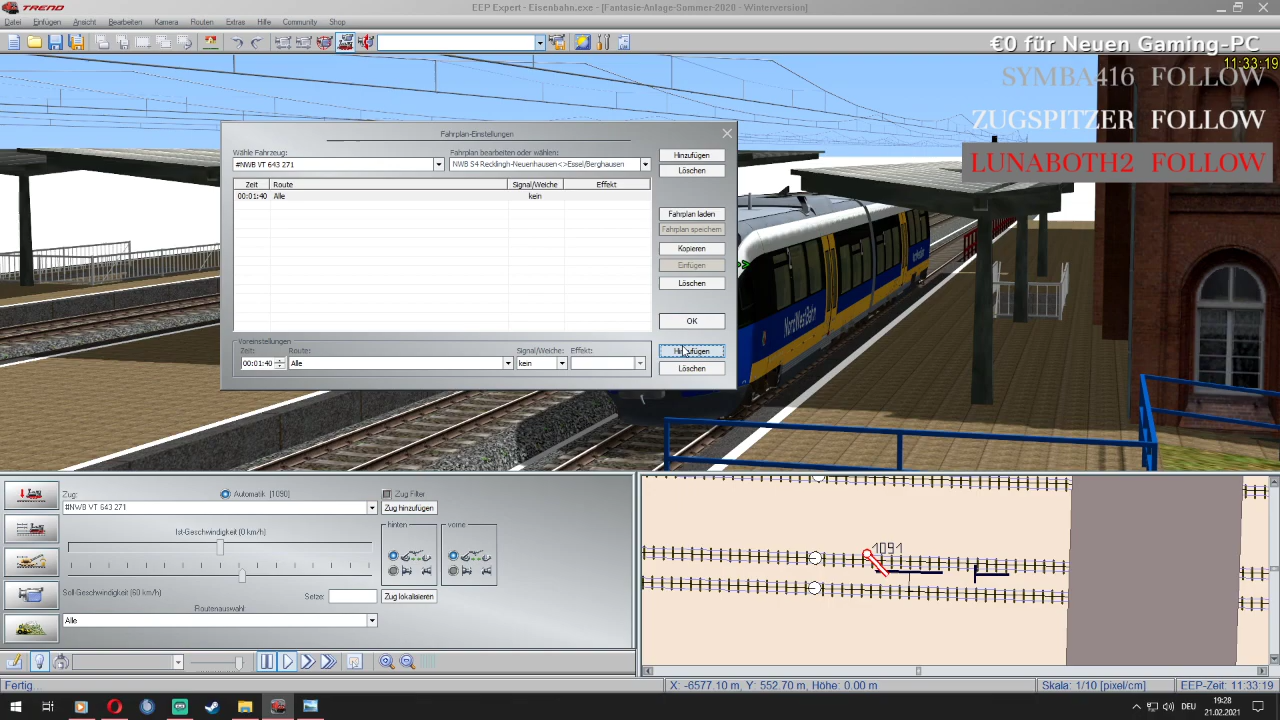 TREND
EEP Expert - Eisenbahn.exe - [Fantasie-Anlage-Sommer-2020 - Winterversion]
Datei Einfügen Ansicht Bearbeiten Kamera Routen Extras Hilfe Community Shop
€0 für Neuen Gaming-PC
11:33:19
SYMBA416 FOLLOW
ZUGSPITZER FOLLOW
LUNABOTH2 FOLLOW
Fahrplan-Einstellungen
Wähle Fahrzeug:
Fahrplan bearbeiten oder wählen:
Hinzufügen
#NWB VT 643 271
NWB S4 Recklingh-Neuenhausen<>Essel/Berghausen
Löschen
Zeit Route Signal/Weiche Effekt
00:01:40 Alle kein
Fahrplan laden
Fahrplan speichern
Kopieren
Einfügen
Löschen
OK
Voreinstellungen
Zeit: Route: Signal/Weiche: Effekt:
00:01:40 Alle kein
Hinzufügen
Löschen
NordWestBahn
Zug:
Automatik [1090]
Zug Filter
#NWB VT 643 271
Zug hinzufügen
Ist-Geschwindigkeit (0 km/h)
hinten
vorne
Soll-Geschwindigkeit (60 km/h)
Setze:
Zug lokalisieren
Routenauswahl
Alle
1091
Fertig...
X: -6577.10 m, Y: 552.70 m, Höhe: 0.00 m
Skala: 1/10 [pixel/cm]
EEP-Zeit: 11:33:19
DEU
19:28
21.02.2021